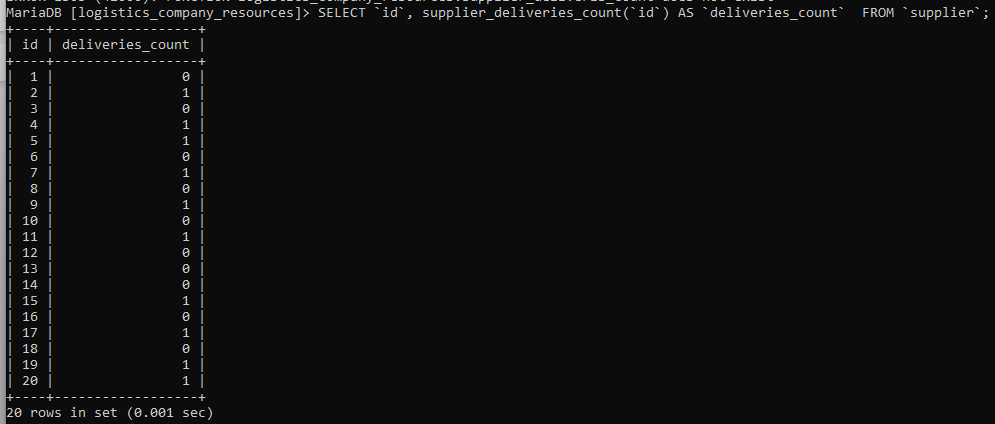 MariaDB [logistics_company_resources]> SELECT `id`, supplier_deliveries_count(`id`) AS `deliveries_count`  FROM `supplier`;
+----+------------------+
| id | deliveries_count |
+----+------------------+
|  1 |                0 |
|  2 |                1 |
|  3 |                0 |
|  4 |                1 |
|  5 |                1 |
|  6 |                0 |
|  7 |                1 |
|  8 |                0 |
|  9 |                1 |
| 10 |                0 |
| 11 |                1 |
| 12 |                0 |
| 13 |                0 |
| 14 |                0 |
| 15 |                1 |
| 16 |                0 |
| 17 |                1 |
| 18 |                0 |
| 19 |                1 |
| 20 |                1 |
+----+------------------+
20 rows in set (0.001 sec)